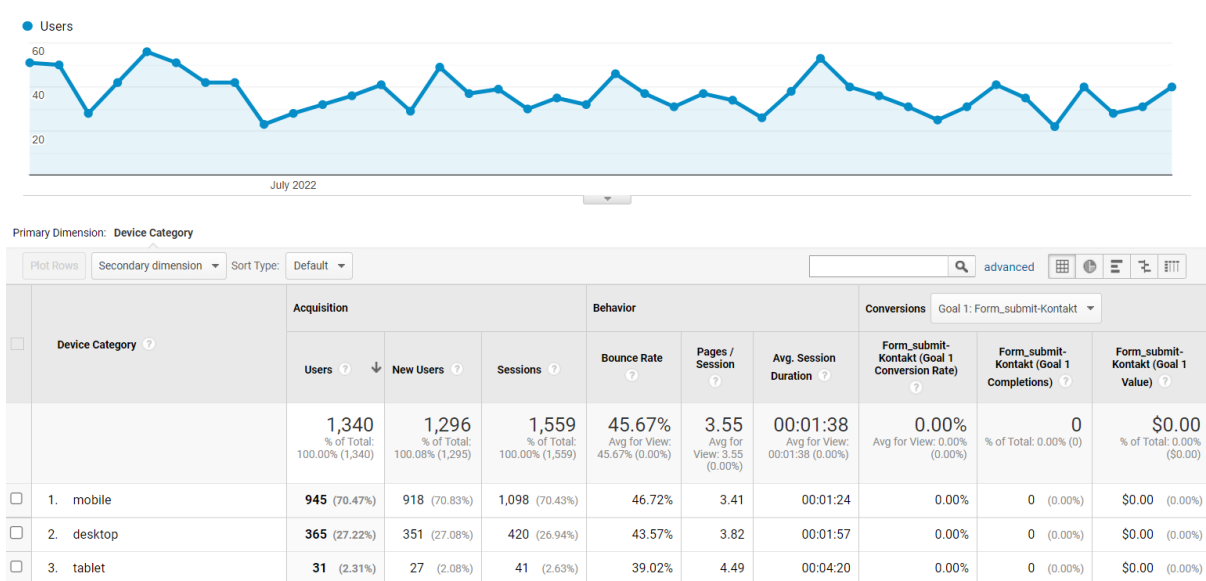 Users
60
40
20
July 2022
Primary Dimension: Device Category
Plot Rows Secondary dimension Sort Type: Default advanced
Acquisition Behavior Conversions Goal 1: Form_submit-Kontakt
Device Category ?
Users ? New Users ? Sessions ? Bounce Rate ? Pages / Session ? Avg. Session Duration ? Form_submit-Kontakt (Goal 1 Conversion Rate) ? Form_submit-Kontakt (Goal 1 Completions) ? Form_submit-Kontakt (Goal 1 Value) ?
1,340 1,296 1,559 45.67% 3.55 00:01:38 0.00% 0 $0.00
% of Total: 100.00% (1,340) % of Total: 100.08% (1,295) % of Total: 100.00% (1,559) Avg for View: 45.67% (0.00%) Avg for View: 3.55 (0.00%) Avg for View: 00:01:38 (0.00%) Avg for View: 0.00% (0.00%) % of Total: 0.00% (0) % of Total: 0.00% ($0.00)
1. mobile 945 (70.47%) 918 (70.83%) 1,098 (70.43%) 46.72% 3.41 00:01:24 0.00% 0 (0.00%) $0.00 (0.00%)
2. desktop 365 (27.22%) 351 (27.08%) 420 (26.94%) 43.57% 3.82 00:01:57 0.00% 0 (0.00%) $0.00 (0.00%)
3. tablet 31 (2.31%) 27 (2.08%) 41 (2.63%) 39.02% 4.49 00:04:20 0.00% 0 (0.00%) $0.00 (0.00%)